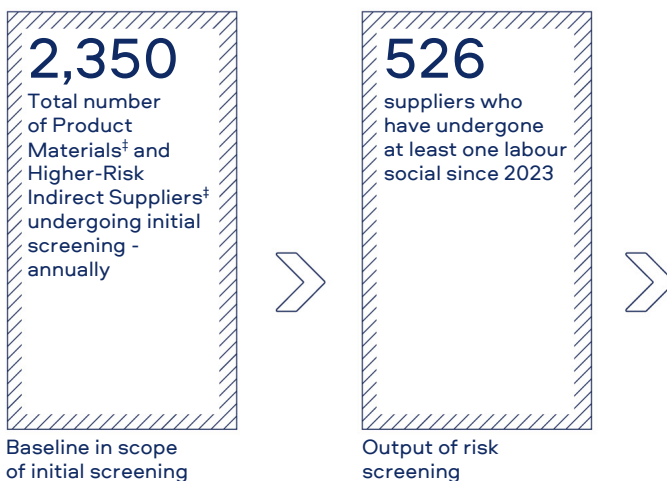 2,350
Total number
of Product
Materials‡ and
Higher-Risk
Indirect Suppliers‡
undergoing initial
screening -
annually
Baseline in scope
of initial screening
526
suppliers who
have undergone
at least one labour
social since 2023
Output of risk
screening